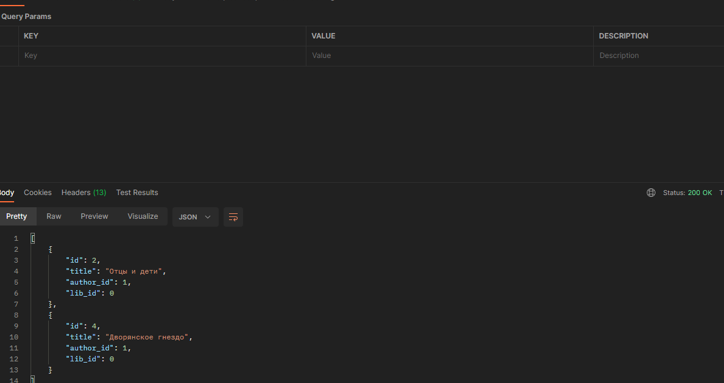 Query Params
KEY VALUE DESCRIPTION
Key Value Description
Body Cookies Headers (13) Test Results Status: 200 OK T
Pretty Raw Preview Visualize JSON
1 [
2 {
3 "id": 2,
4 "title": "Отцы и дети",
5 "author_id": 1,
6 "lib_id": 0
7 },
8 {
9 "id": 4,
10 "title": "Дворянское гнездо",
11 "author_id": 1,
12 "lib_id": 0
13 }
14 ]